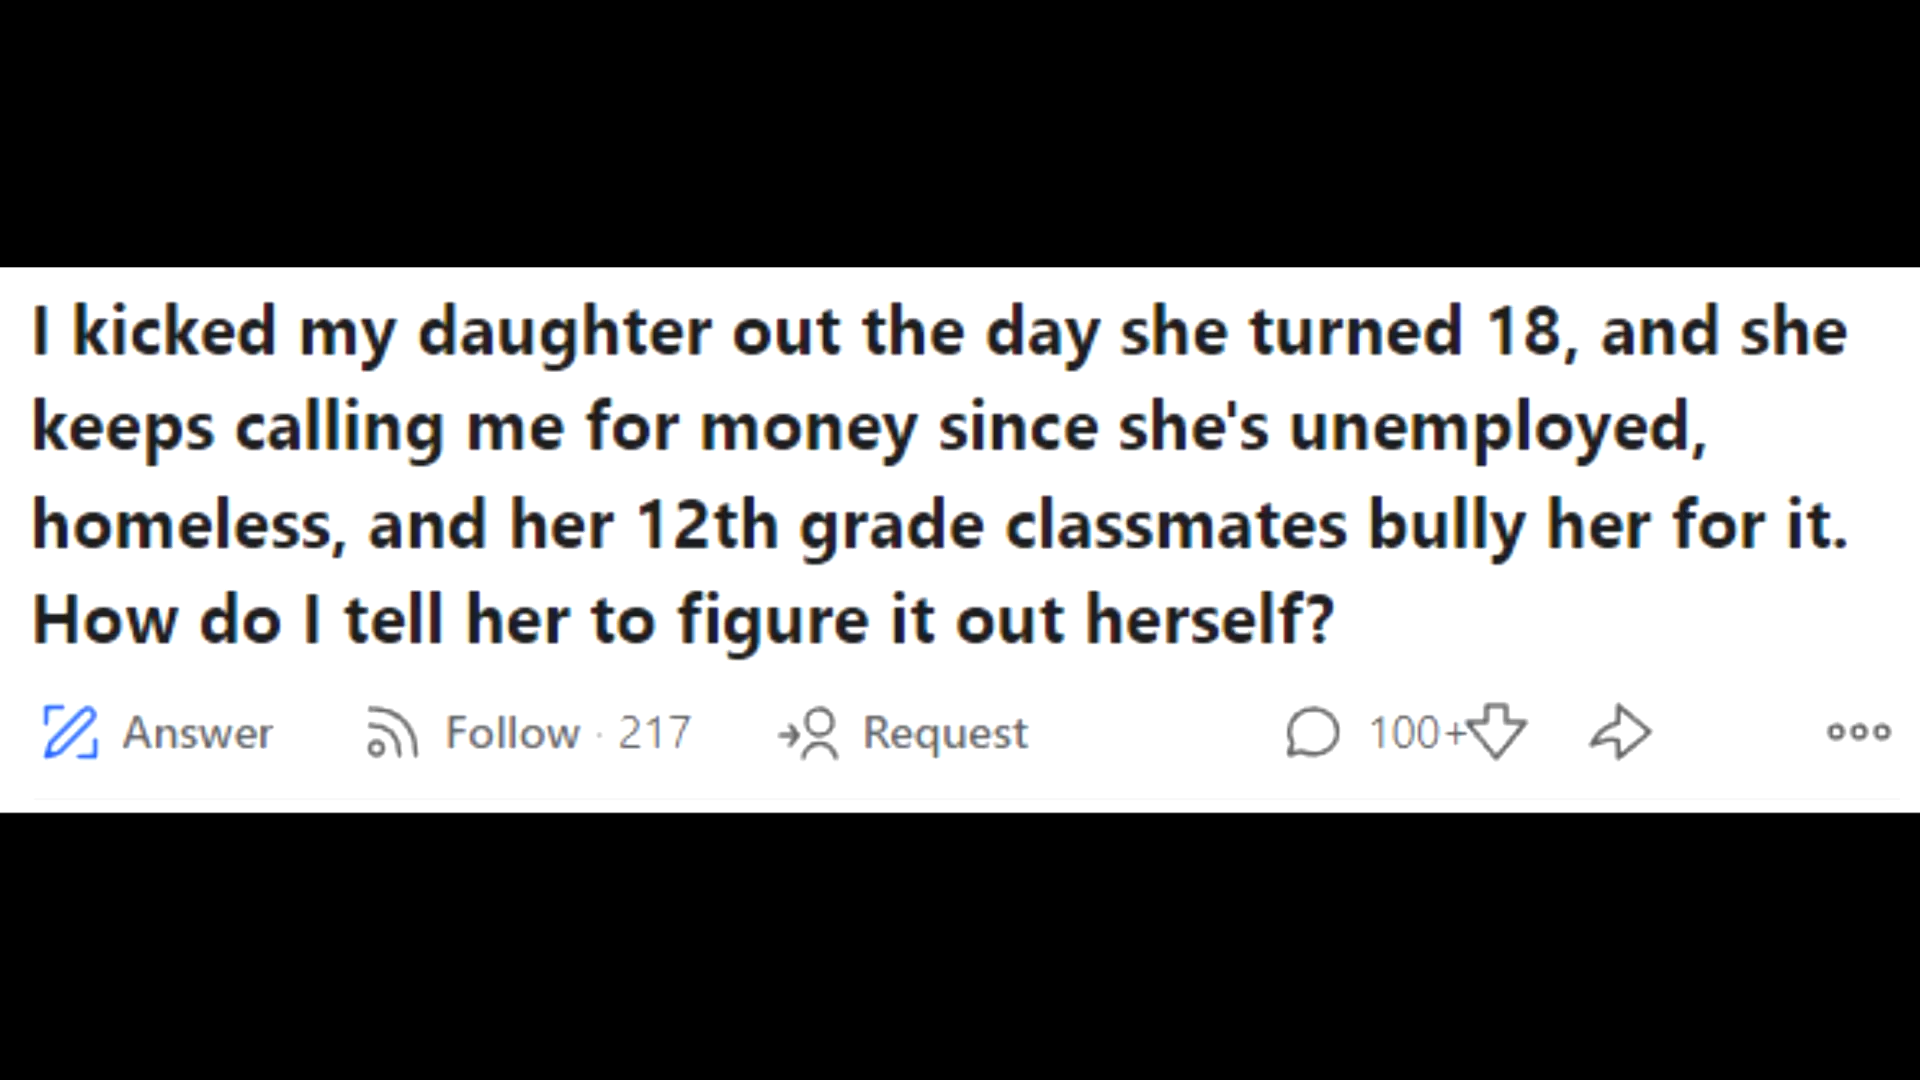 I kicked my daughter out the day she turned 18, and she
keeps calling me for money since she's unemployed,
homeless, and her 12th grade classmates bully her for it.
How do I tell her to figure it out herself?
Answer Follow · 217 Request 100+